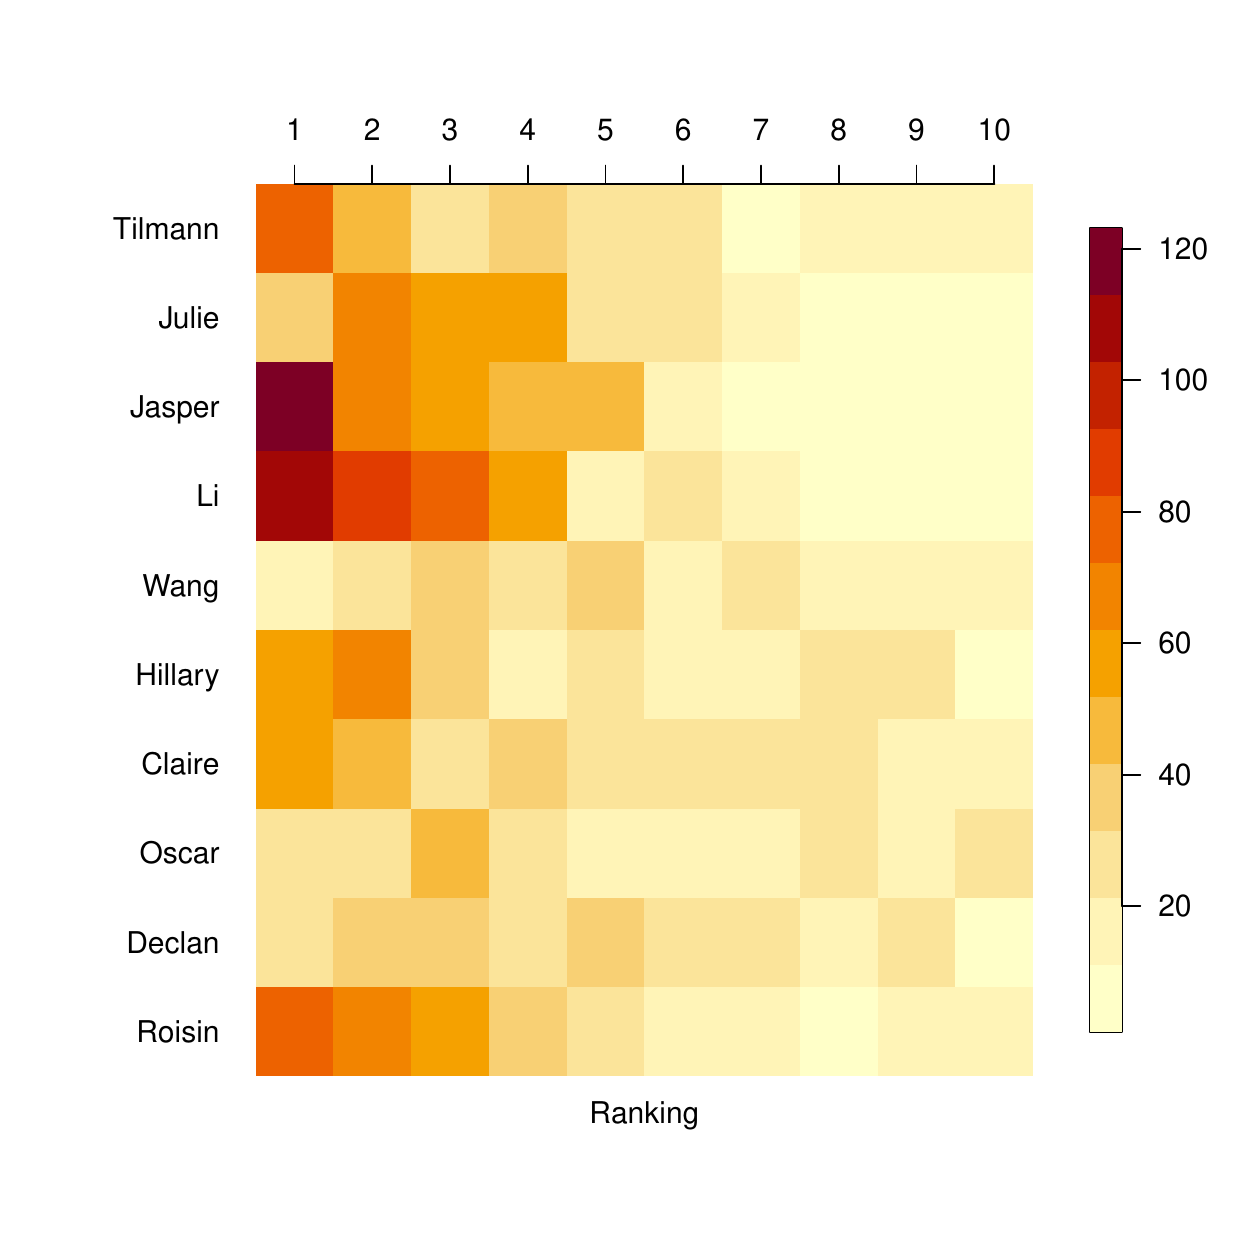 1 2 3 4 5 6 7 8 9 10
Tilmann
Julie
Jasper
Li
Wang
Hillary
Claire
Oscar
Declan
Roisin
Ranking
120
100
80
60
40
20